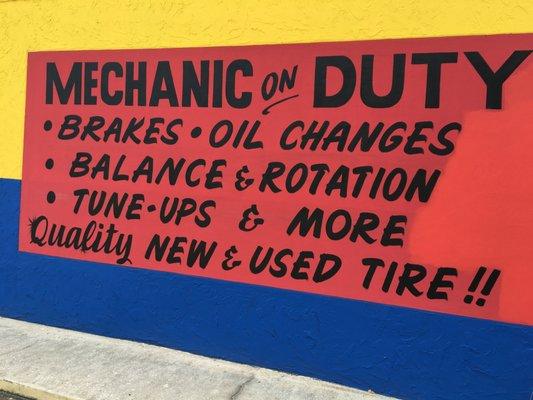 MECHANIC ON DUTY
• BRAKES • OIL CHANGES
• BALANCE & ROTATION
• TUNE-UPS & MORE
Quality NEW & USED TIRE!!